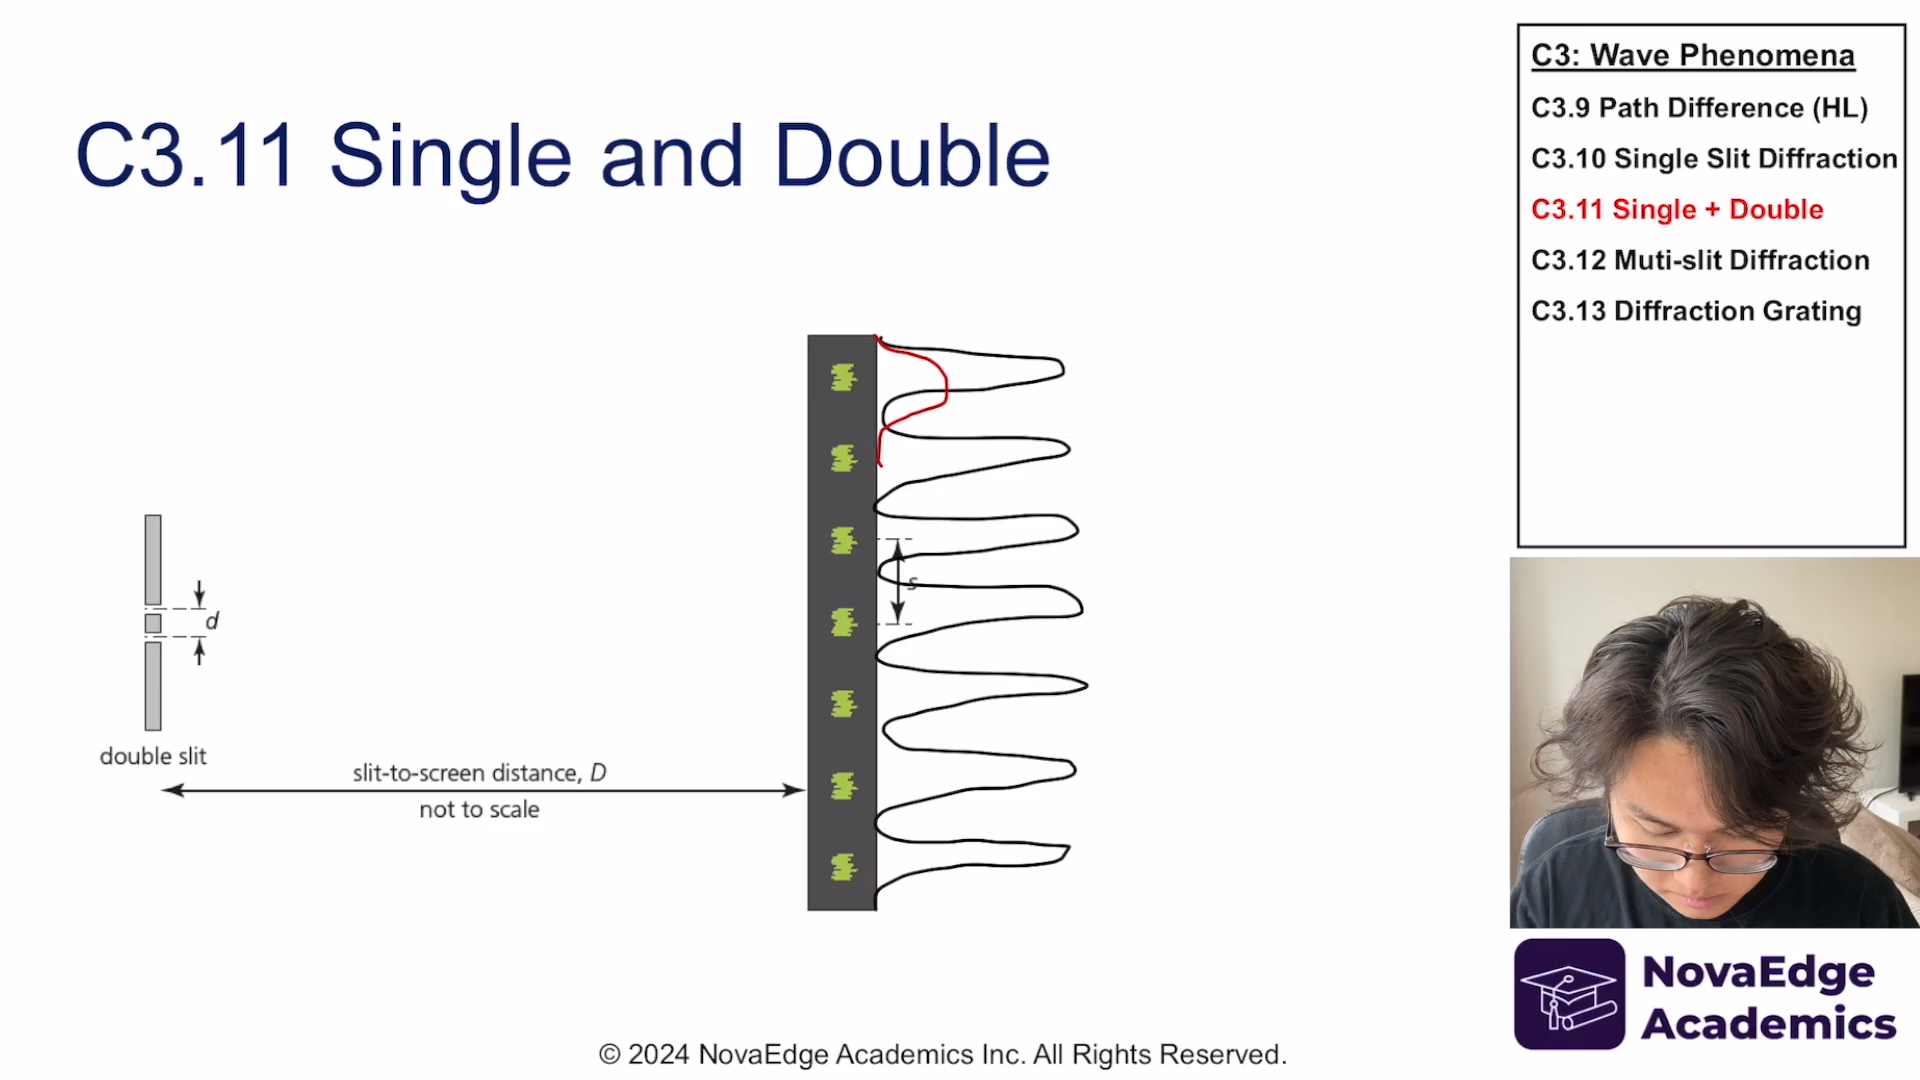 C3.11 Single and Double
C3: Wave Phenomena
C3.9 Path Difference (HL)
C3.10 Single Slit Diffraction
C3.11 Single + Double
C3.12 Muti-slit Diffraction
C3.13 Diffraction Grating
s
d
double slit
slit-to-screen distance, D
not to scale
NovaEdge
Academics
© 2024 NovaEdge Academics Inc. All Rights Reserved.